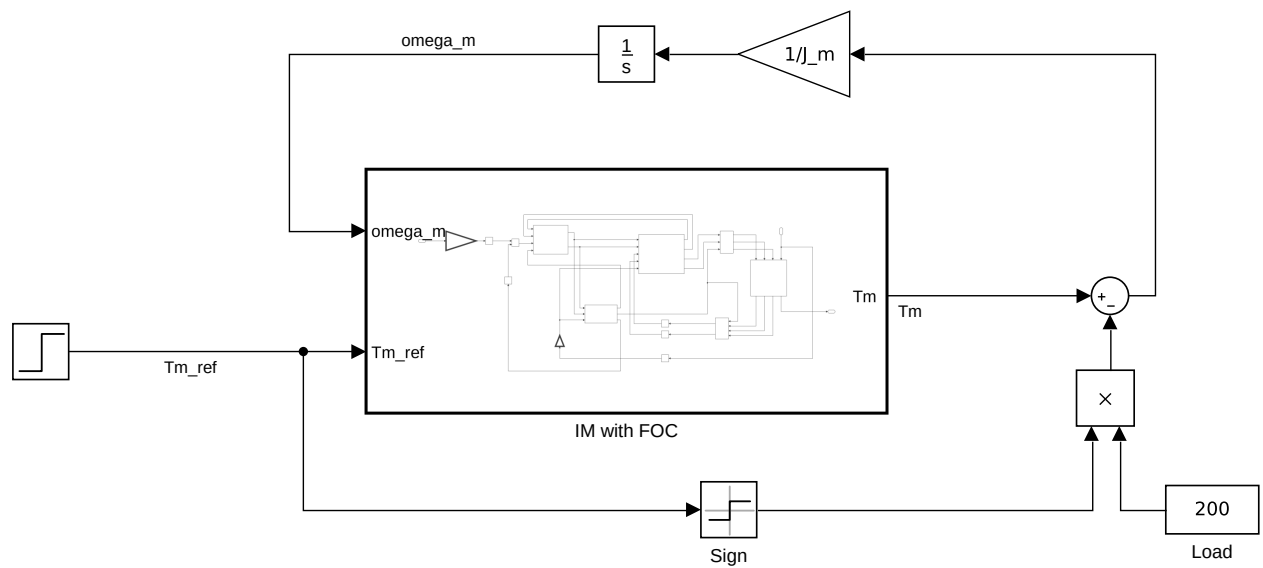 omega_m
1
s
1/J_m
omega_m
Tm
Tm
+
−
Tm_ref
Tm_ref
×
IM with FOC
200
Sign
Load